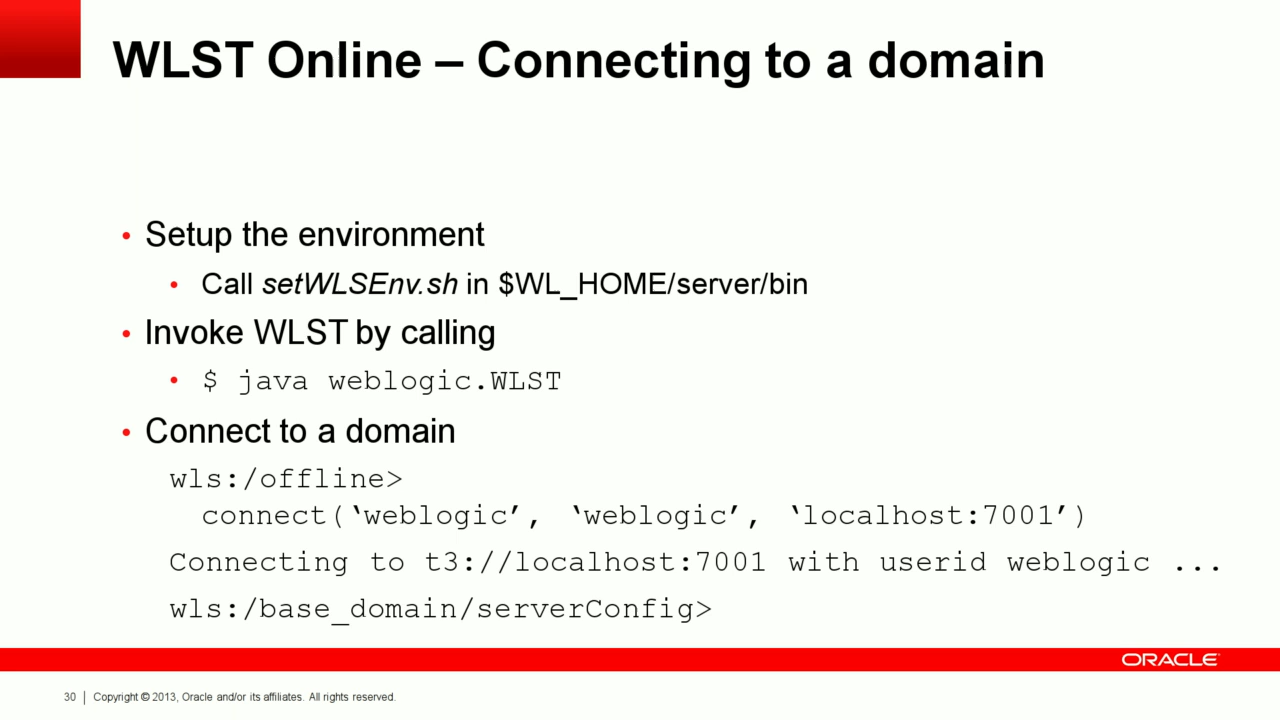 WLST Online – Connecting to a domain
• Setup the environment
• Call setWLSEnv.sh in $WL_HOME/server/bin
• Invoke WLST by calling
• $ java weblogic.WLST
• Connect to a domain
wls:/offline>
connect(‘weblogic’, ‘weblogic’, ‘localhost:7001’)
Connecting to t3://localhost:7001 with userid weblogic ...
wls:/base_domain/serverConfig>
ORACLE
30 | Copyright © 2013, Oracle and/or its affiliates. All rights reserved.